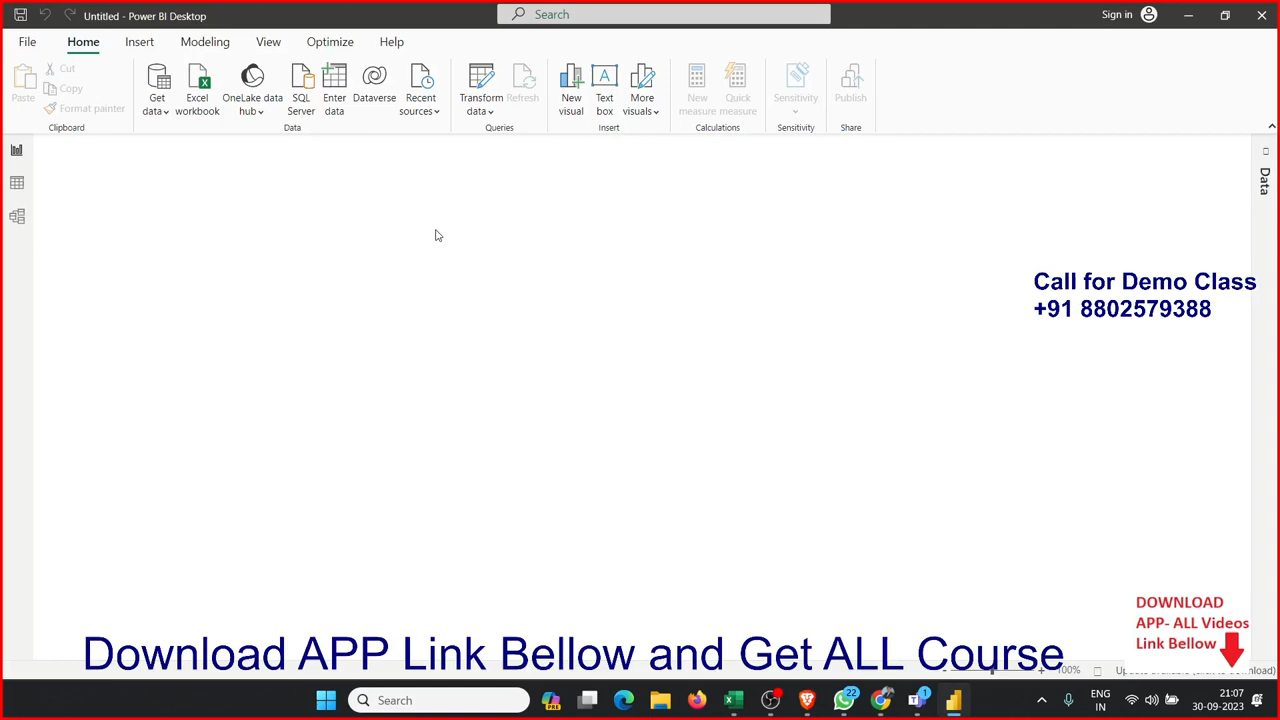 Untitled - Power BI Desktop
Search
Sign in
File Home Insert Modeling View Optimize Help
Paste
Cut
Copy
Format painter
Clipboard
Get data
Excel workbook
OneLake data hub
SQL Server
Enter data
Dataverse
Recent sources
Data
Transform data
Refresh
Queries
New visual
Text box
More visuals
Insert
New measure
Quick measure
Calculations
Sensitivity
Sensitivity
Publish
Share
Data
Call for Demo Class
+91 8802579388
DOWNLOAD
APP- ALL Videos
Link Bellow
Download APP Link Bellow and Get ALL Course
100%
Search
PRE
22
1
ENG
IN
21:07
30-09-2023